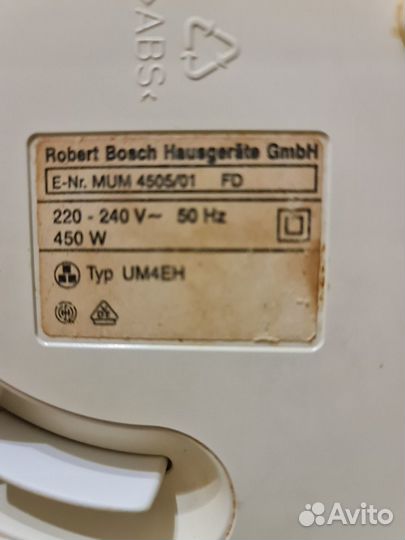 >ABS<
Robert Bosch Hausgeräte GmbH
E-Nr. MUM 4505/01 FD
220 - 240 V~ 50 Hz
450 W
Typ UM4EH
Avito